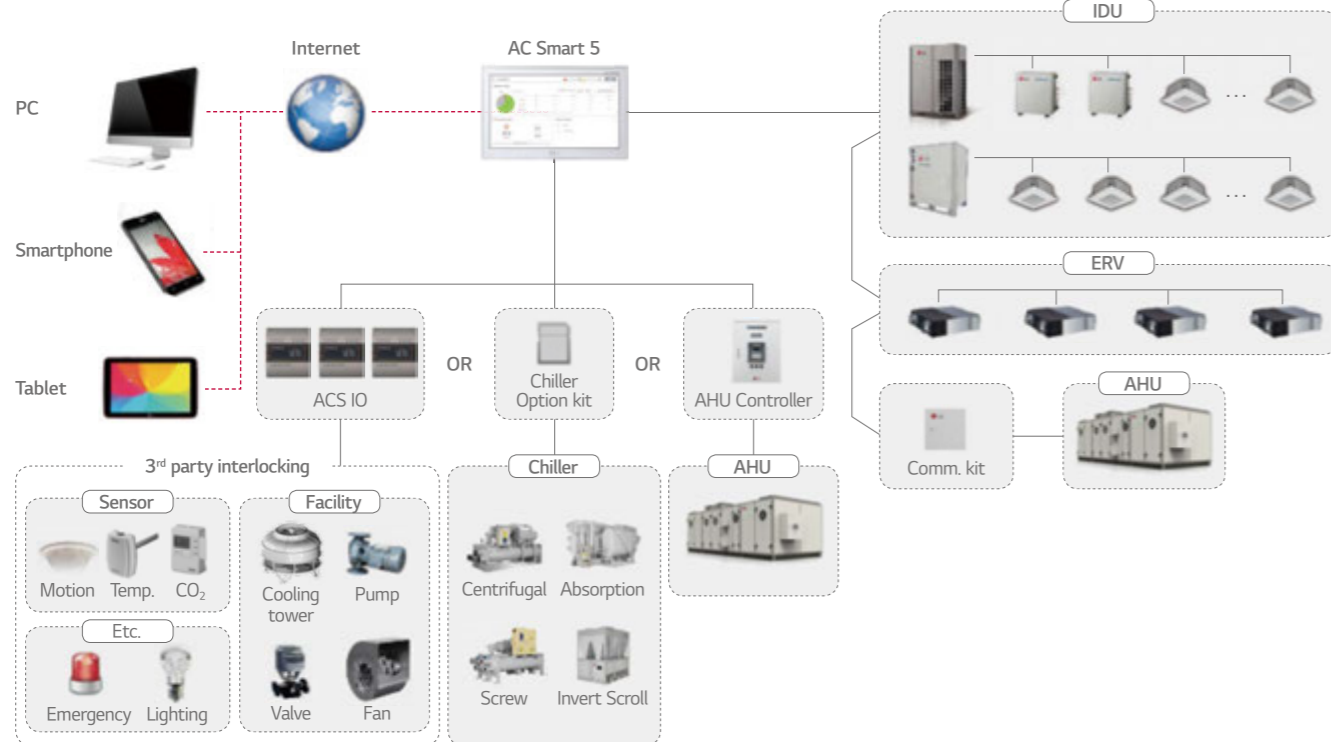 IDU
Internet
AC Smart 5
PC
Smartphone
ERV
Tablet
ACS IO
OR
Chiller
Option kit
OR
AHU Controller
AHU
Comm. kit
3rd party interlocking
Chiller
AHU
Sensor
Facility
Motion
Temp.
CO₂
Cooling
tower
Pump
Centrifugal
Absorption
Etc.
Emergency
Lighting
Valve
Fan
Screw
Invert Scroll